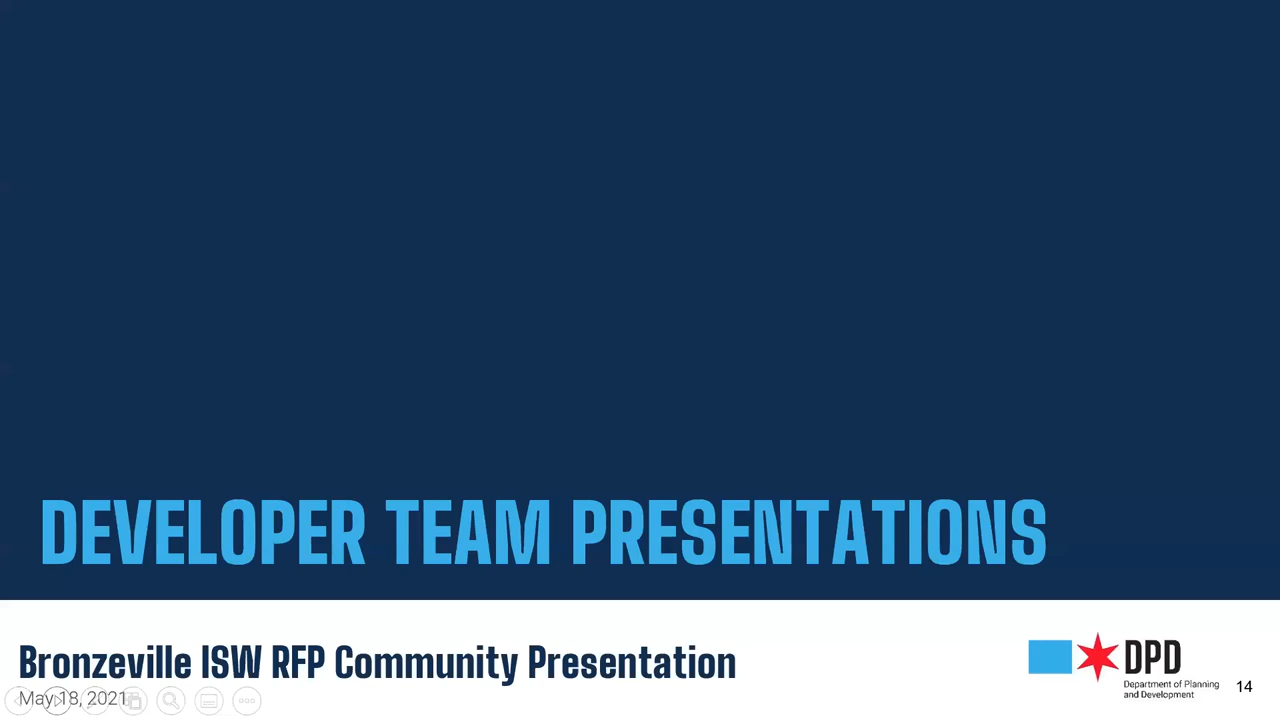 DEVELOPER TEAM PRESENTATIONS
Bronzeville ISW RFP Community Presentation
May 18, 2021
DPD
Department of Planning
and Development
14